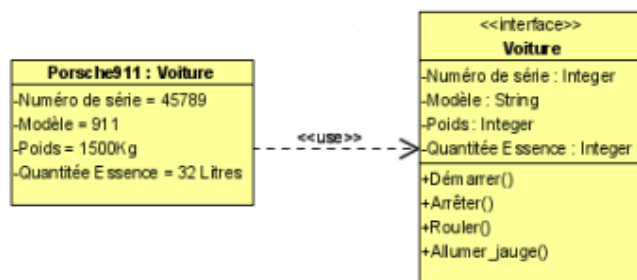 Porsche911 : Voiture
-Numéro de série = 45789
-Modèle = 911
-Poids = 1500Kg
-Quantitée Essence = 32 Litres
<<use>>
<<interface>>
Voiture
-Numéro de série : Integer
-Modèle : String
-Poids : Integer
-Quantitée Essence : Integer
+Démarrer()
+Arrêter()
+Rouler()
+Allumer_jauge()